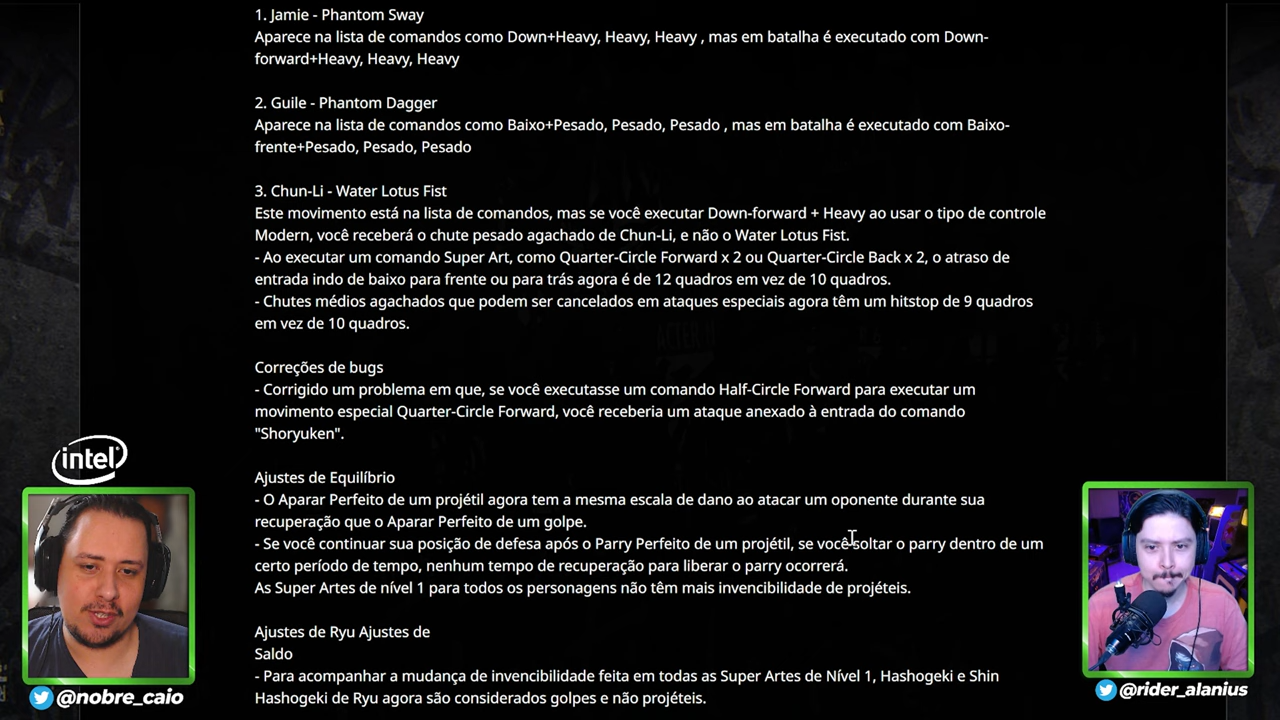 1. Jamie - Phantom Sway
Aparece na lista de comandos como Down+Heavy, Heavy, Heavy , mas em batalha é executado com Down-
forward+Heavy, Heavy, Heavy
2. Guile - Phantom Dagger
Aparece na lista de comandos como Baixo+Pesado, Pesado, Pesado , mas em batalha é executado com Baixo-
frente+Pesado, Pesado, Pesado
3. Chun-Li - Water Lotus Fist
Este movimento está na lista de comandos, mas se você executar Down-forward + Heavy ao usar o tipo de controle
Modern, você receberá o chute pesado agachado de Chun-Li, e não o Water Lotus Fist.
- Ao executar um comando Super Art, como Quarter-Circle Forward x 2 ou Quarter-Circle Back x 2, o atraso de
entrada indo de baixo para frente ou para trás agora é de 12 quadros em vez de 10 quadros.
- Chutes médios agachados que podem ser cancelados em ataques especiais agora têm um hitstop de 9 quadros
em vez de 10 quadros.
Correções de bugs
- Corrigido um problema em que, se você executasse um comando Half-Circle Forward para executar um
movimento especial Quarter-Circle Forward, você receberia um ataque anexado à entrada do comando
"Shoryuken".
Ajustes de Equilíbrio
- O Aparar Perfeito de um projétil agora tem a mesma escala de dano ao atacar um oponente durante sua
recuperação que o Aparar Perfeito de um golpe.
- Se você continuar sua posição de defesa após o Parry Perfeito de um projétil, se você soltar o parry dentro de um
certo período de tempo, nenhum tempo de recuperação para liberar o parry ocorrerá.
As Super Artes de nível 1 para todos os personagens não têm mais invencibilidade de projéteis.
Ajustes de Ryu Ajustes de
Saldo
- Para acompanhar a mudança de invencibilidade feita em todas as Super Artes de Nível 1, Hashogeki e Shin
Hashogeki de Ryu agora são considerados golpes e não projéteis.
intel
@nobre_caio
@rider_alanius